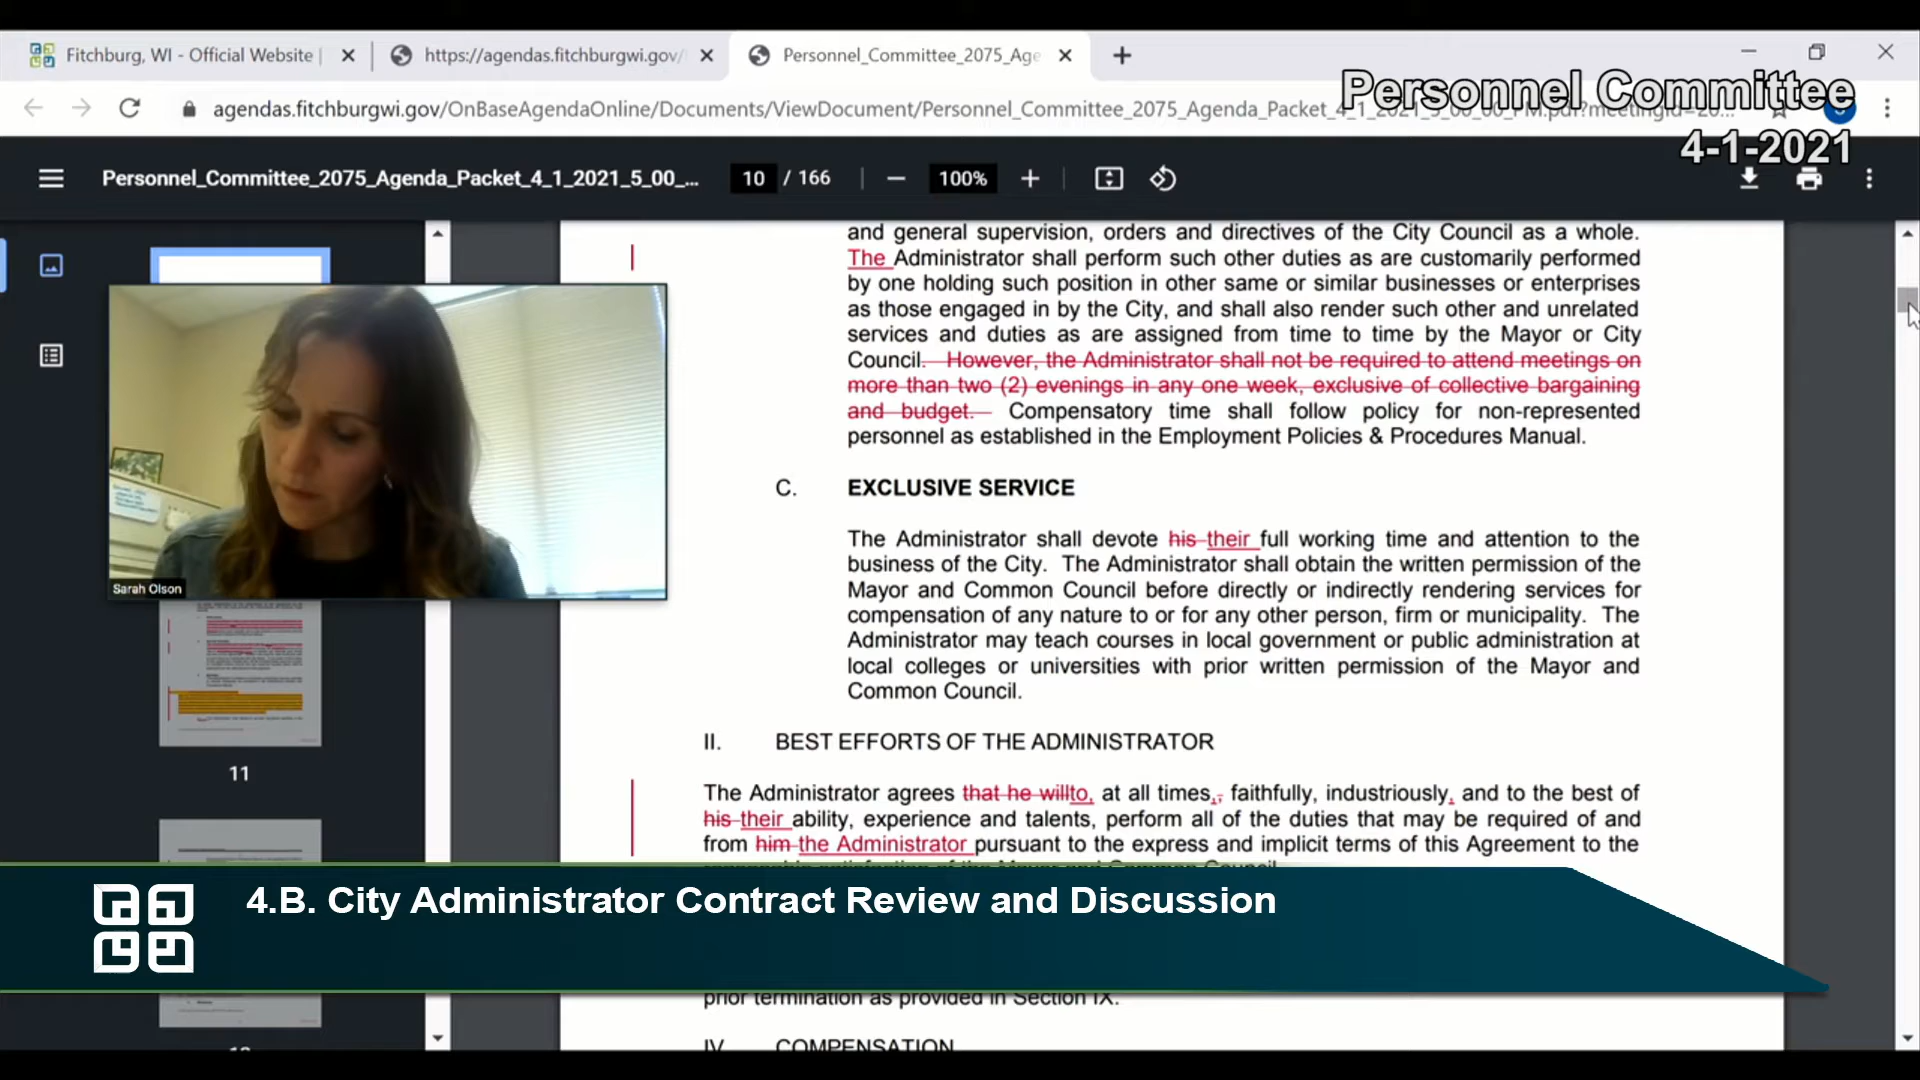 Fitchburg, WI - Official Website |
https://agendas.fitchburgwi.gov/
Personnel_Committee_2075_Age
agendas.fitchburgwi.gov/OnBaseAgendaOnline/Documents/ViewDocument/Personnel_Committee_2075_Agenda_Packet_4_1_2021_5_00_00_PM.pdf?meetingId=20...
Personnel Committee
4-1-2021
Personnel_Committee_2075_Agenda_Packet_4_1_2021_5_00_...
10 / 166
100%
and general supervision, orders and directives of the City Council as a whole.
The Administrator shall perform such other duties as are customarily performed
by one holding such position in other same or similar businesses or enterprises
as those engaged in by the City, and shall also render such other and unrelated
services and duties as are assigned from time to time by the Mayor or City
Council. However, the Administrator shall not be required to attend meetings on
more than two (2) evenings in any one week, exclusive of collective bargaining
and budget. Compensatory time shall follow policy for non-represented
personnel as established in the Employment Policies & Procedures Manual.
C. EXCLUSIVE SERVICE
The Administrator shall devote his their full working time and attention to the
business of the City. The Administrator shall obtain the written permission of the
Mayor and Common Council before directly or indirectly rendering services for
compensation of any nature to or for any other person, firm or municipality. The
Administrator may teach courses in local government or public administration at
local colleges or universities with prior written permission of the Mayor and
Common Council.
II. BEST EFFORTS OF THE ADMINISTRATOR
The Administrator agrees that he willto, at all times,, faithfully, industriously, and to the best of
his their ability, experience and talents, perform all of the duties that may be required of and
from him the Administrator pursuant to the express and implicit terms of this Agreement to the
prior termination as provided in Section IX.
IV. COMPENSATION
Sarah Olson
11
4.B. City Administrator Contract Review and Discussion